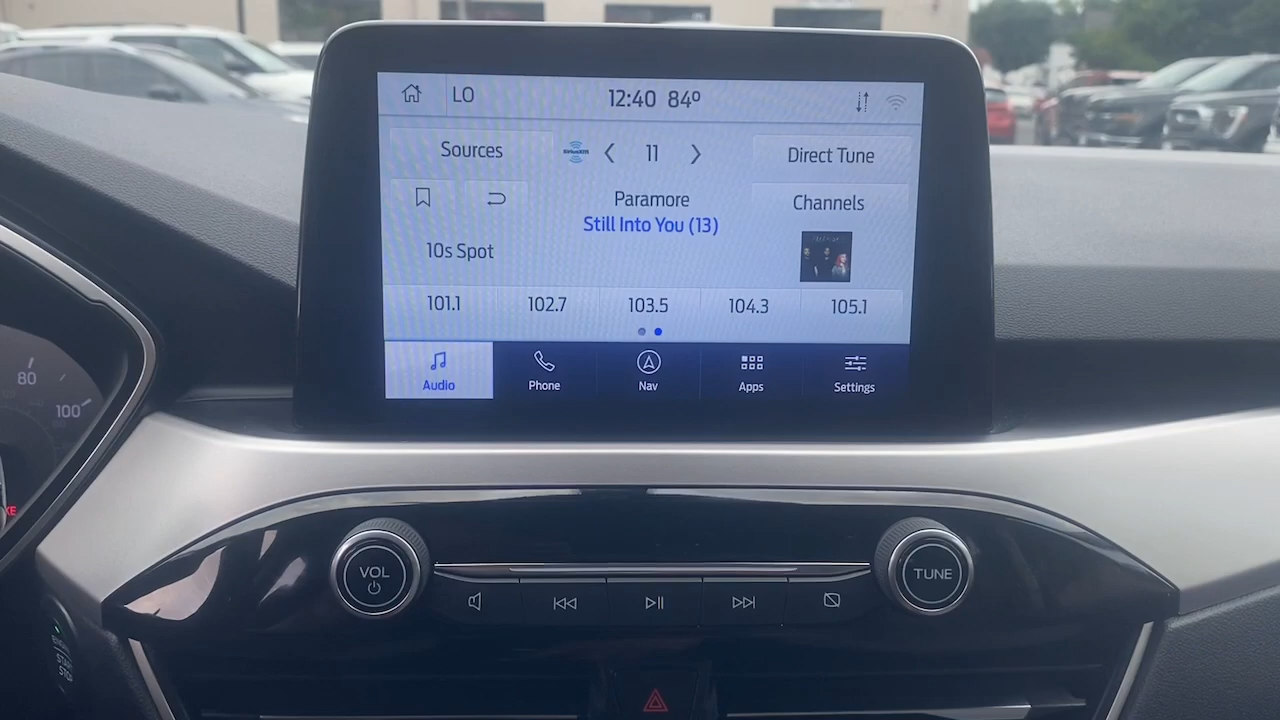 LO
12:40 84º
Sources
SiriusXM
11
Direct Tune
Paramore
Channels
Still Into You (13)
10s Spot
101.1
102.7
103.5
104.3
105.1
Audio
Phone
Nav
Apps
Settings
80
100
VOL
TUNE